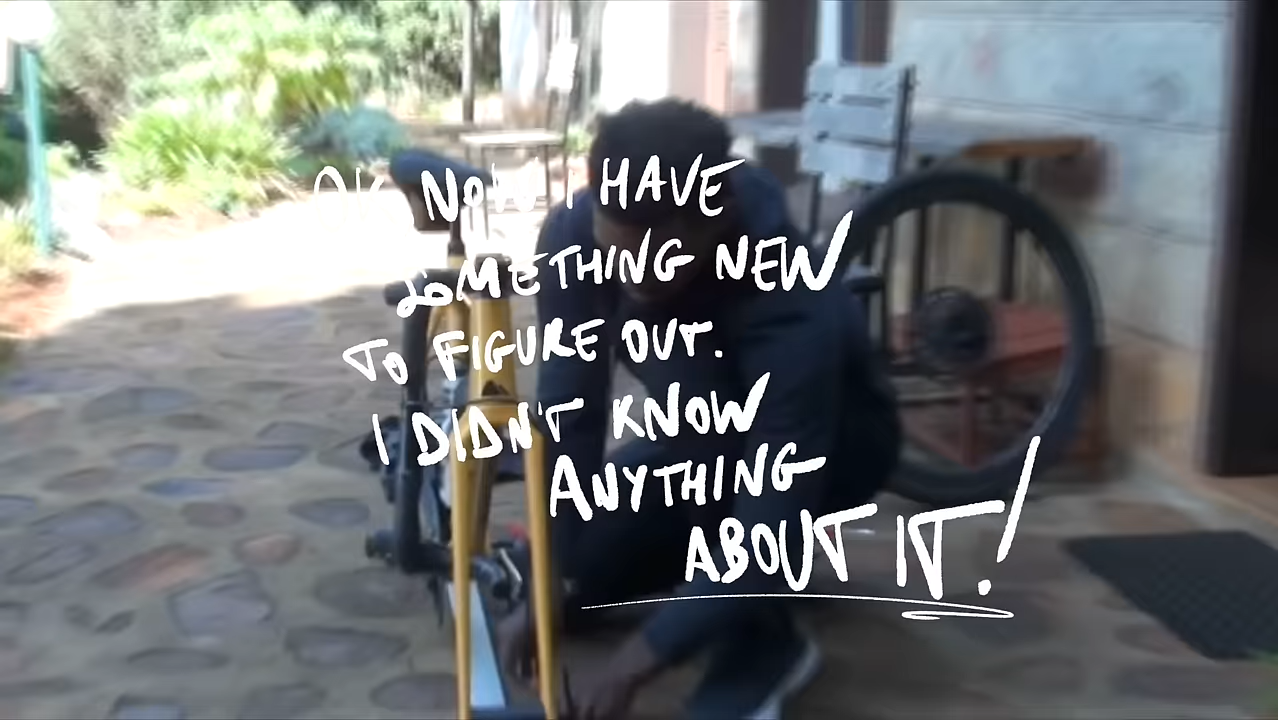 OK NOW I HAVE
SOMETHING NEW
TO FIGURE OUT.
I DIDN'T KNOW
ANYTHING
ABOUT IT!